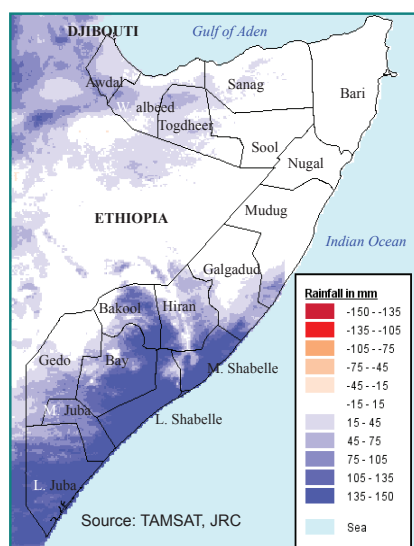 DJIBOUTI
Gulf of Aden
Awdal
W. albeed
Sanag
Bari
Togdheer
Sool
Nugal
ETHIOPIA
Mudug
Indian Ocean
Galgadud
Bakool
Hiran
Gedo
Bay
M. Shabelle
M. Juba
L. Shabelle
L. Juba
Source: TAMSAT, JRC
Rainfall in mm
-150 - -135
-135 - -105
-105 - -75
-75 - -45
-45 - -15
-15 - 15
15 - 45
45 - 75
75 - 105
105 - 135
135 - 150
Sea